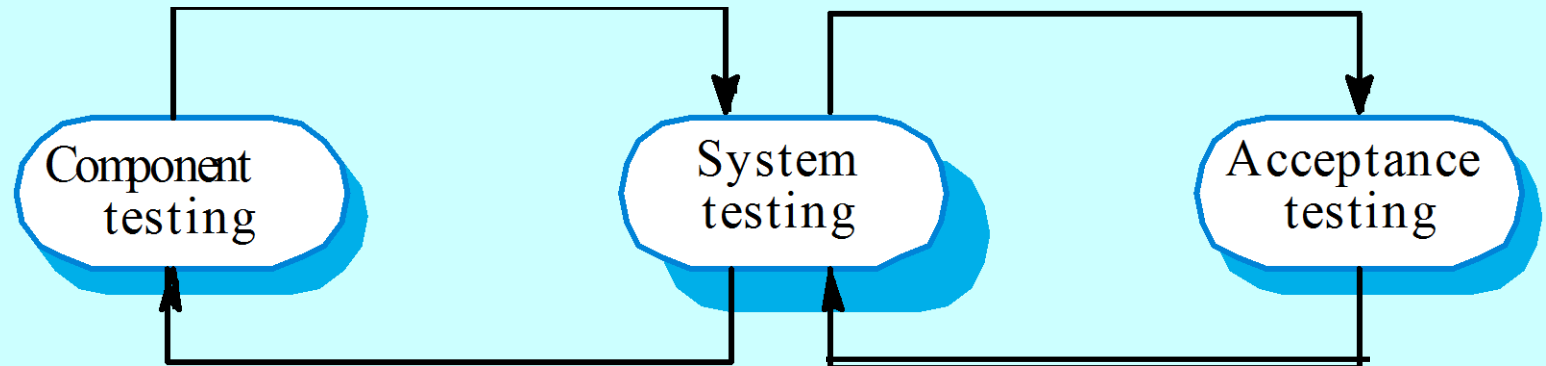 Component
testing
System
testing
Acceptance
testing